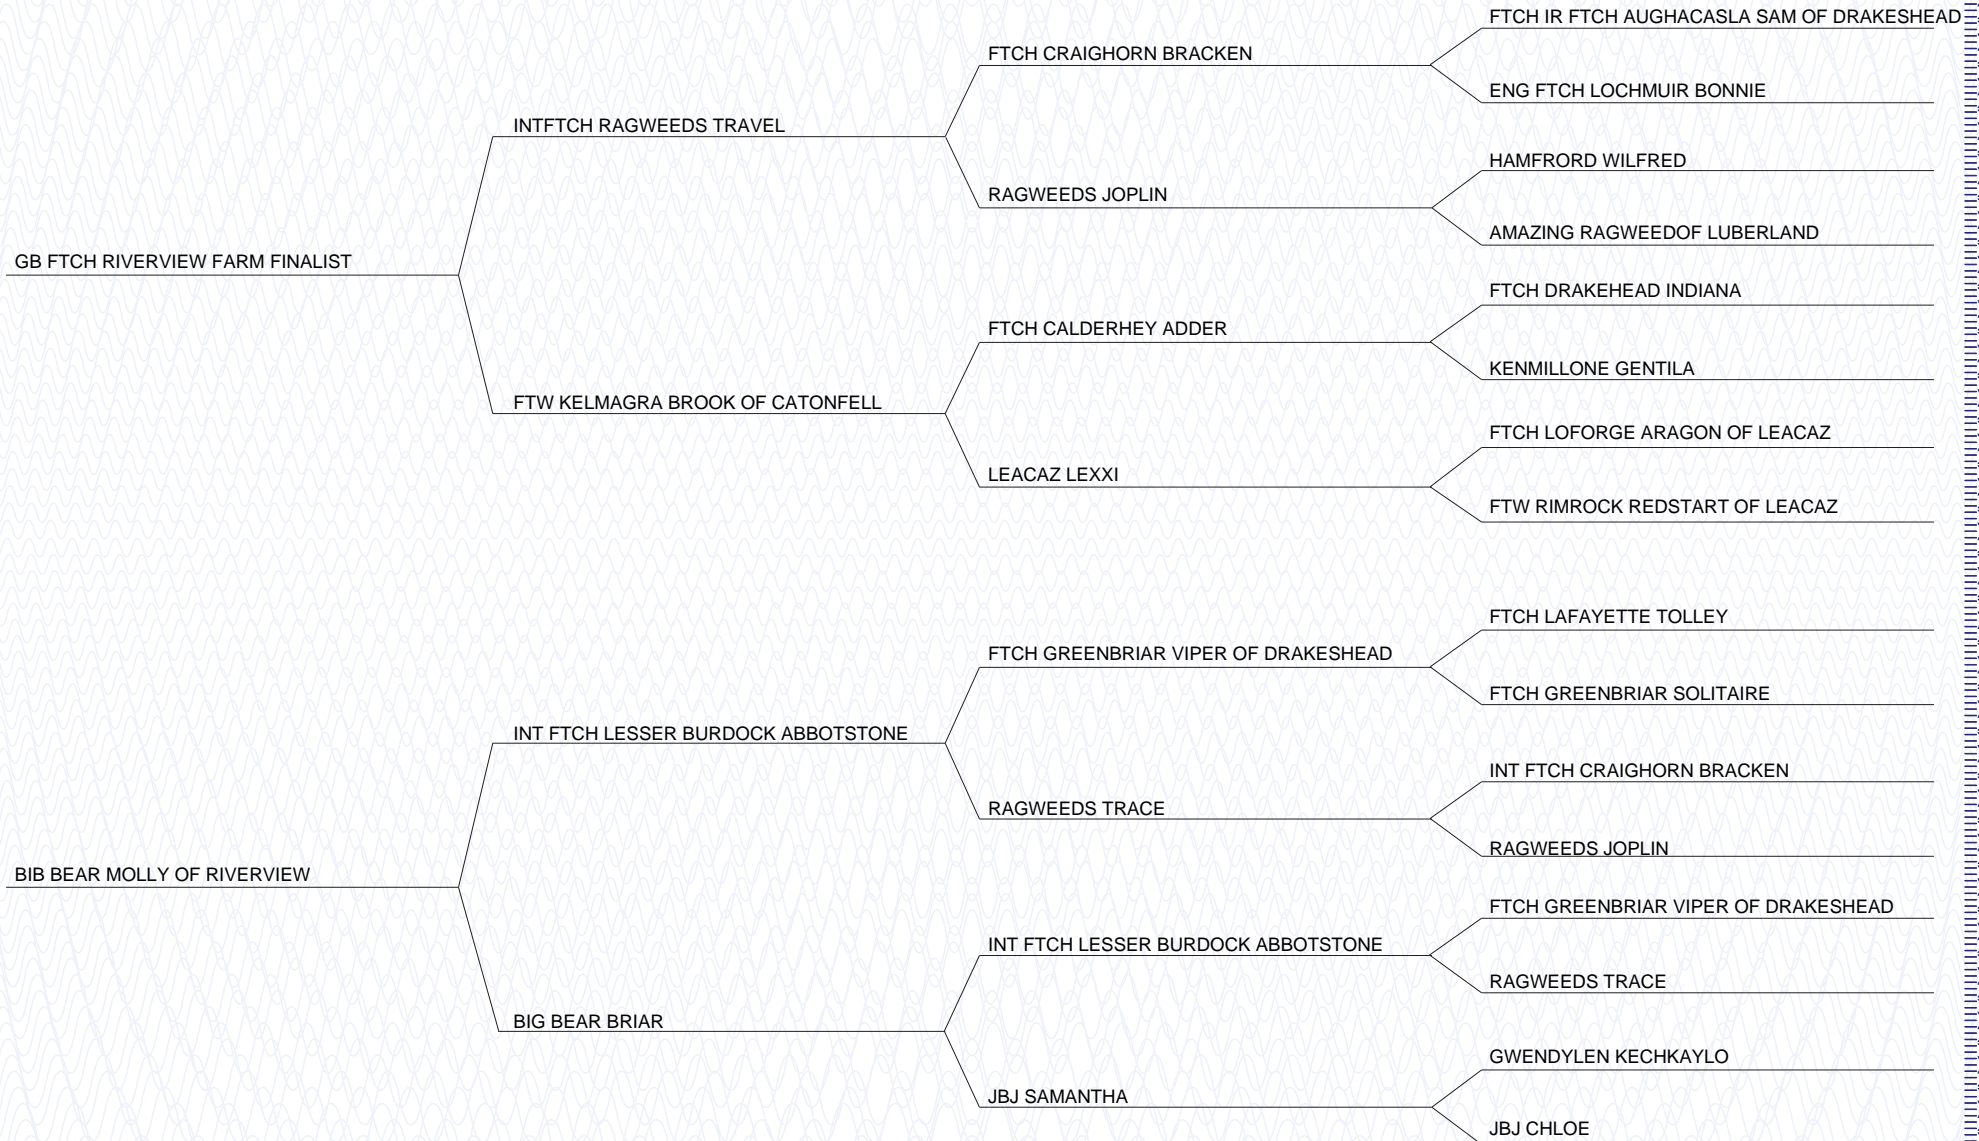 FTCH IR FTCH AUGHACASLA SAM OF DRAKESHEAD
FTCH CRAIGHORN BRACKEN
ENG FTCH LOCHMUIR BONNIE
INTFTCH RAGWEEDS TRAVEL
HAMFRORD WILFRED
RAGWEEDS JOPLIN
AMAZING RAGWEEDOF LUBERLAND
GB FTCH RIVERVIEW FARM FINALIST
FTCH DRAKEHEAD INDIANA
FTCH CALDERHEY ADDER
KENMILLONE GENTILA
FTW KELMAGRA BROOK OF CATONFELL
FTCH LOFORGE ARAGON OF LEACAZ
LEACAZ LEXXI
FTW RIMROCK REDSTART OF LEACAZ
FTCH LAFAYETTE TOLLEY
FTCH GREENBRIAR VIPER OF DRAKESHEAD
FTCH GREENBRIAR SOLITAIRE
INT FTCH LESSER BURDOCK ABBOTSTONE
INT FTCH CRAIGHORN BRACKEN
RAGWEEDS TRACE
RAGWEEDS JOPLIN
BIB BEAR MOLLY OF RIVERVIEW
FTCH GREENBRIAR VIPER OF DRAKESHEAD
INT FTCH LESSER BURDOCK ABBOTSTONE
RAGWEEDS TRACE
BIG BEAR BRIAR
GWENDYLEN KECHKAYLO
JBJ SAMANTHA
JBJ CHLOE